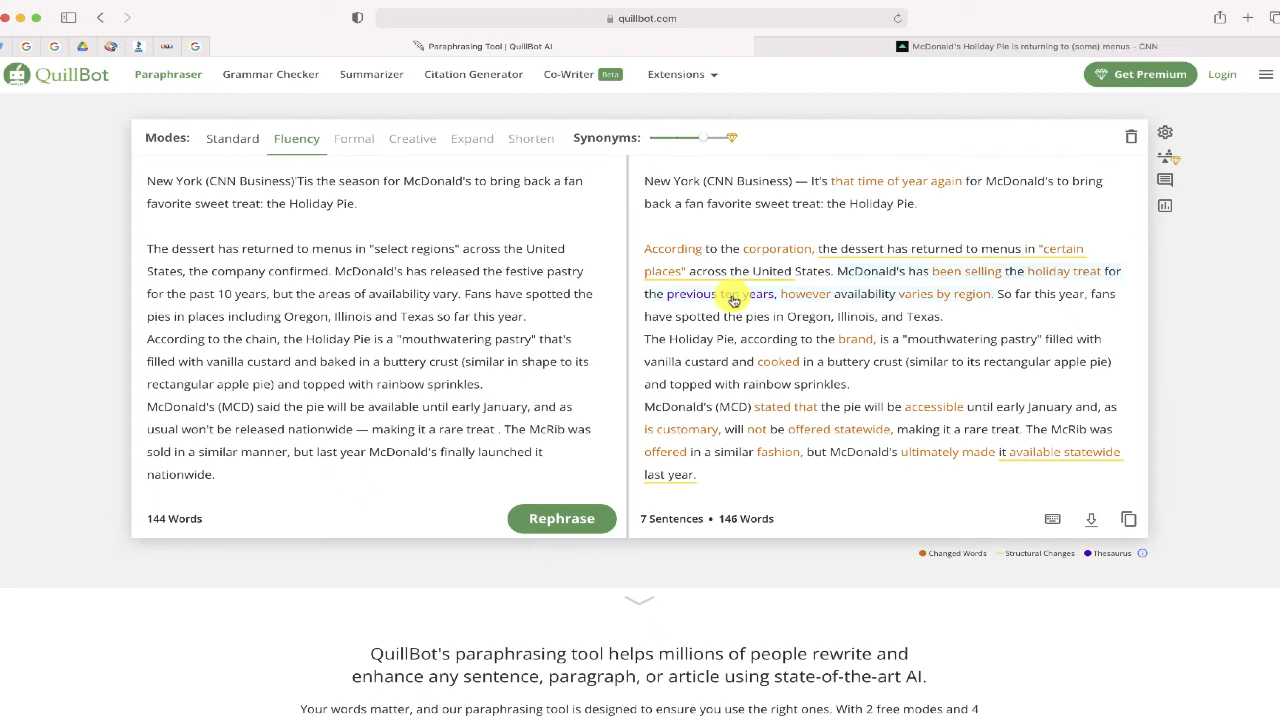 quillbot.com
Paraphrasing Tool | QuillBot AI
McDonald's Holiday Pie is returning to (some) menus - CNN
QuillBot
Paraphraser
Grammar Checker
Summarizer
Citation Generator
Co-Writer Beta
Extensions
Get Premium
Login
Modes: Standard Fluency Formal Creative Expand Shorten Synonyms:
New York (CNN Business)'Tis the season for McDonald's to bring back a fan
favorite sweet treat: the Holiday Pie.
The dessert has returned to menus in "select regions" across the United
States, the company confirmed. McDonald's has released the festive pastry
for the past 10 years, but the areas of availability vary. Fans have spotted the
pies in places including Oregon, Illinois and Texas so far this year.
According to the chain, the Holiday Pie is a "mouthwatering pastry" that's
filled with vanilla custard and baked in a buttery crust (similar in shape to its
rectangular apple pie) and topped with rainbow sprinkles.
McDonald's (MCD) said the pie will be available until early January, and as
usual won't be released nationwide — making it a rare treat . The McRib was
sold in a similar manner, but last year McDonald's finally launched it
nationwide.
144 Words
Rephrase
New York (CNN Business) — It's that time of year again for McDonald's to bring
back a fan favorite sweet treat: the Holiday Pie.
According to the corporation, the dessert has returned to menus in "certain
places" across the United States. McDonald's has been selling the holiday treat for
the previous ten years, however availability varies by region. So far this year, fans
have spotted the pies in Oregon, Illinois, and Texas.
The Holiday Pie, according to the brand, is a "mouthwatering pastry" filled with
vanilla custard and cooked in a buttery crust (similar to its rectangular apple pie)
and topped with rainbow sprinkles.
McDonald's (MCD) stated that the pie will be accessible until early January and, as
is customary, will not be offered statewide, making it a rare treat. The McRib was
offered in a similar fashion, but McDonald's ultimately made it available statewide
last year.
7 Sentences • 146 Words
Changed Words Structural Changes Thesaurus
QuillBot's paraphrasing tool helps millions of people rewrite and
enhance any sentence, paragraph, or article using state-of-the-art AI.
Your words matter, and our paraphrasing tool is designed to ensure you use the right ones. With 2 free modes and 4